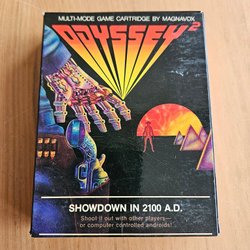 MULTI-MODE GAME CARTRIDGE BY MAGNAVOX
ODYSSEY²
SHOWDOWN IN 2100 A.D.
Shoot it out with other players—
or computer controlled androids!